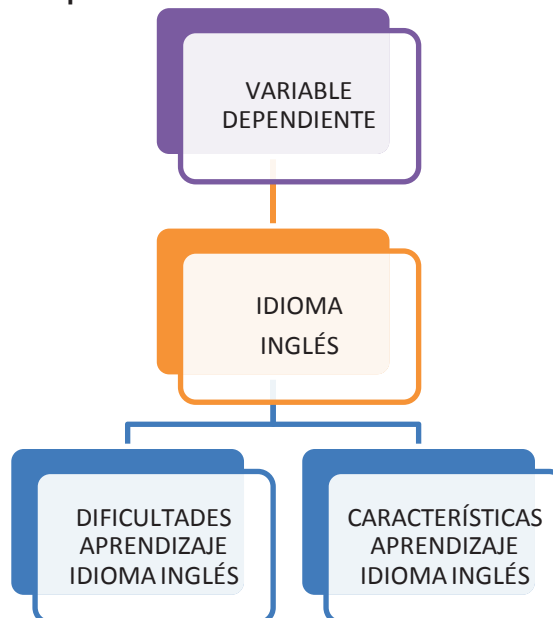 VARIABLE
DEPENDIENTE
IDIOMA
INGLÉS
DIFICULTADES
APRENDIZAJE
IDIOMA INGLÉS
CARACTERÍSTICAS
APRENDIZAJE
IDIOMA INGLÉS